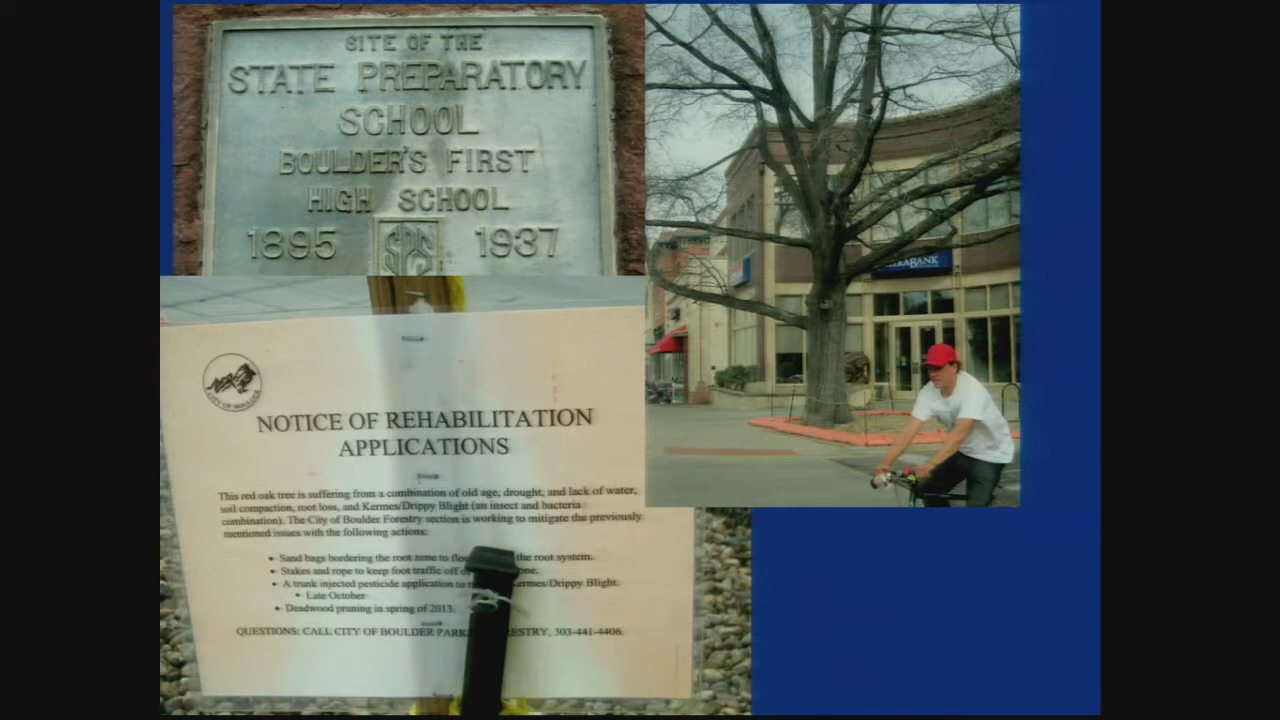 SITE OF THE
STATE PREPARATORY
SCHOOL
BOULDER'S FIRST
HIGH SCHOOL
1895 SPS 1937
BANK
CITY OF BOULDER
NOTICE OF REHABILITATION
APPLICATIONS
This red oak tree is suffering from a combination of old age, drought, and lack of water,
soil compaction, root loss, and Kermes/Drippy Blight (an insect and bacteria
combination). The City of Boulder Forestry section is working to mitigate the previously
mentioned issues with the following actions:
• Sand bags bordering the root zone to the root system.
• Stakes and rope to keep foot traffic off
• A trunk injected pesticide application to Kermes/Drippy Blight.
• Late October
• Deadwood pruning in spring of 2013.
QUESTIONS: CALL CITY OF BOULDER 303-441-4406.